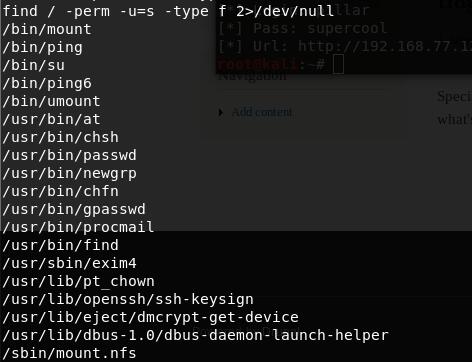 find / -perm -u=s -type f 2>/dev/null
/bin/mount
/bin/ping
/bin/su
/bin/ping6
/bin/umount
/usr/bin/at
/usr/bin/chsh
/usr/bin/passwd
/usr/bin/newgrp
/usr/bin/chfn
/usr/bin/gpasswd
/usr/bin/procmail
/usr/bin/find
/usr/sbin/exim4
/usr/lib/pt_chown
/usr/lib/openssh/ssh-keysign
/usr/lib/eject/dmcrypt-get-device
/usr/lib/dbus-1.0/dbus-daemon-launch-helper
/sbin/mount.nfs
[*] Pass: supercool
[*] Url: http://192.168.77.12
root@kali:~#
Navigation
Add content
Speci
what's